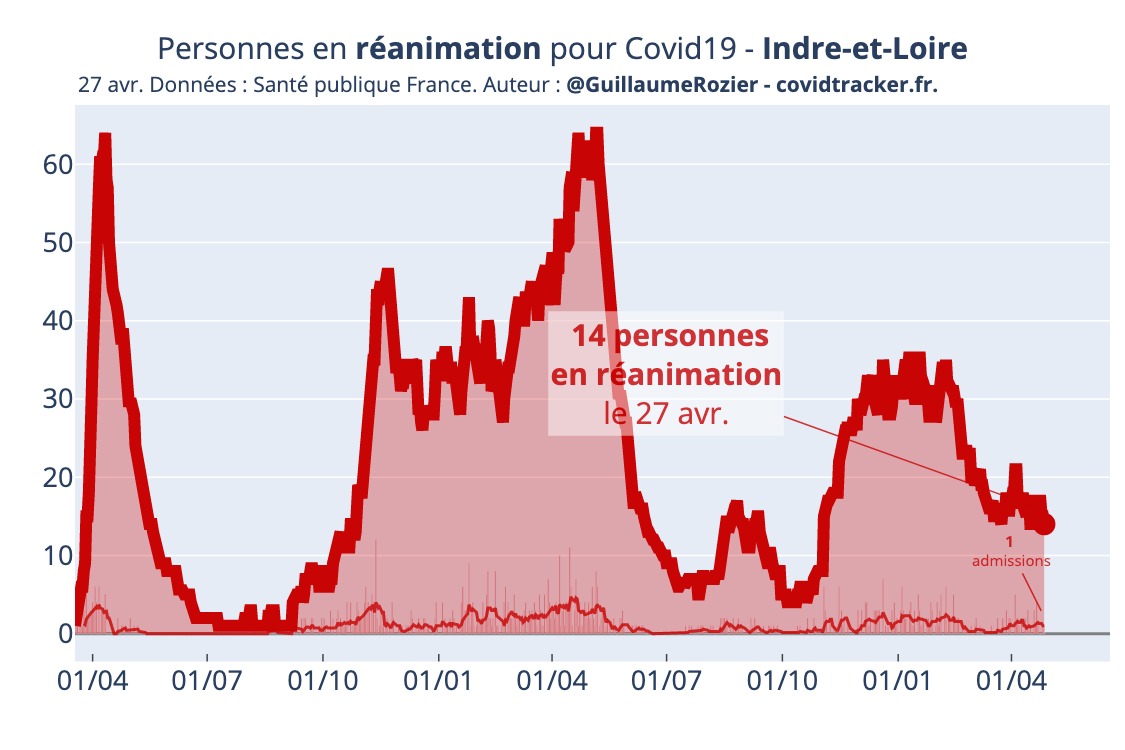 Personnes en réanimation pour Covid19 - Indre-et-Loire
27 avr. Données : Santé publique France. Auteur : @GuillaumeRozier - covidtracker.fr.
60
50
40
30
20
10
0
14 personnes
en réanimation
le 27 avr.
1
admissions
01/04 01/07 01/10 01/01 01/04 01/07 01/10 01/01 01/04